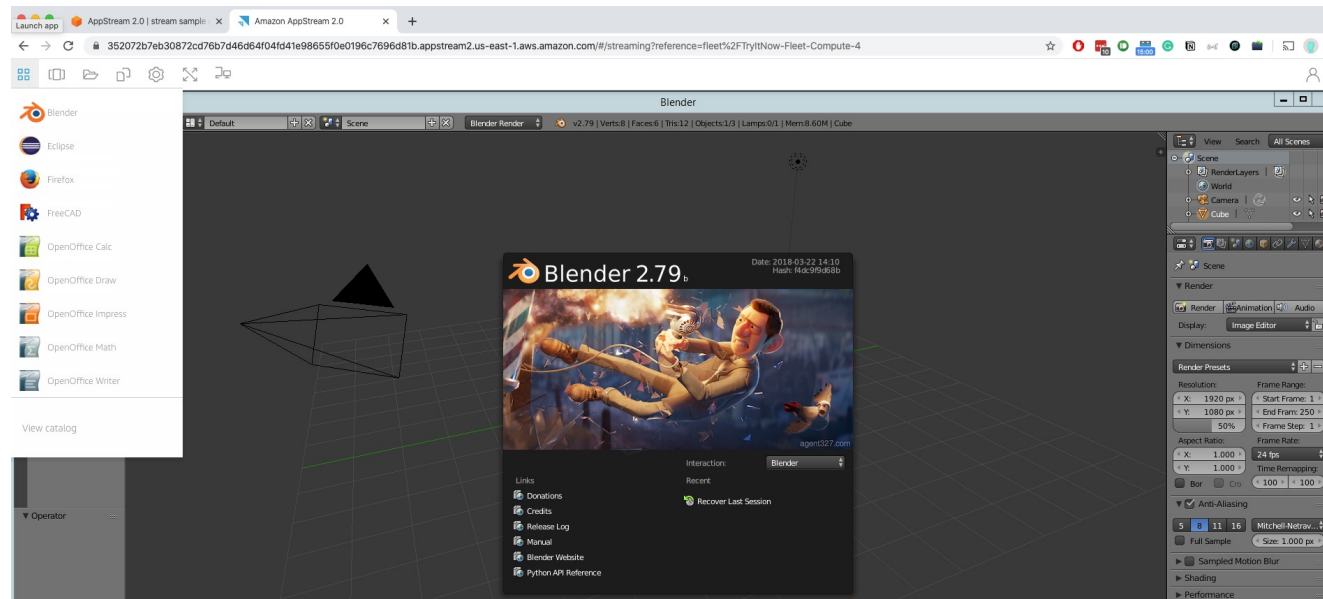 Launch app
AppStream 2.0 | stream sample
Amazon AppStream 2.0
352072b7eb30872cd76b7d46d64f04fd41e98655f0e0196c7696d81b.appstream2.us-east-1.aws.amazon.com/#/streaming?reference=fleet%2FTryItNow-Fleet-Compute-4
10
15:00
Blender
Blender
Default
Scene
Blender Render
v2.79 | Verts:8 | Faces:6 | Tris:12 | Objects:1/3 | Lamps:0/1 | Mem:8.60M | Cube
Eclipse
Firefox
FreeCAD
OpenOffice Calc
OpenOffice Draw
OpenOffice Impress
OpenOffice Math
OpenOffice Writer
View catalog
Operator
Blender 2.79 b
Date: 2018-03-22 14:10
Hash: f4dc9f9d68b
agent327.com
Interaction:
Blender
Links
Recent
Donations
Recover Last Session
Credits
Release Log
Manual
Blender Website
Python API Reference
View Search All Scenes
Scene
RenderLayers
World
Camera
Cube
Scene
Render
Render Animation Audio
Display: Image Editor
Dimensions
Render Presets
Resolution: Frame Range:
X: 1920 px Start Frame: 1
Y: 1080 px End Fram: 250
50% Frame Step: 1
Aspect Ratio: Frame Rate:
X: 1.000 24 fps
Y: 1.000 Time Remapping:
Bor Cro 100 100
Anti-Aliasing
5 8 11 16 Mitchell-Netrav...
Full Sample Size: 1.000 px
Sampled Motion Blur
Shading
Performance